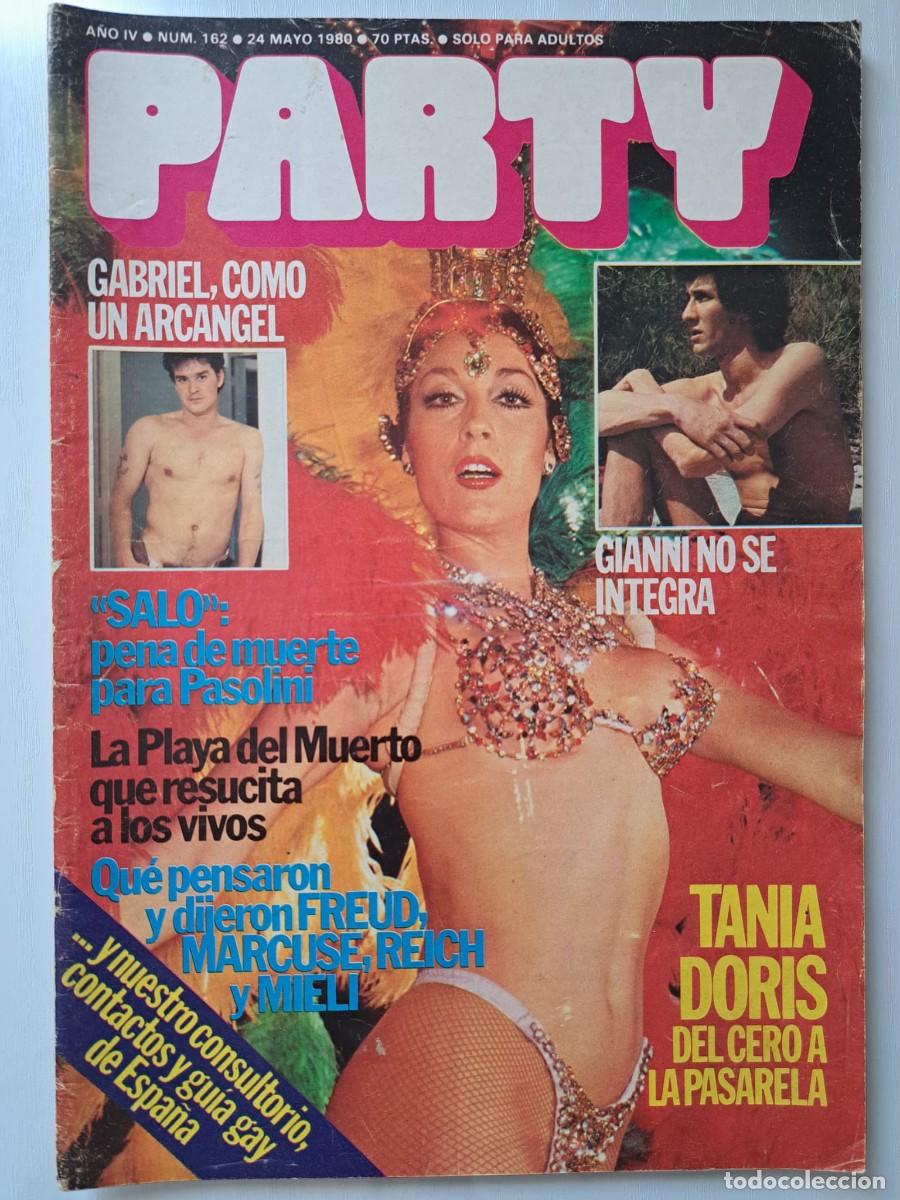 AÑO IV ● NUM. 162 ● 24 MAYO 1980 ● 70 PTAS. ● SOLO PARA ADULTOS
PARTY
GABRIEL, COMO
UN ARCANGEL
GIANNI NO SE
INTEGRA
«SALO»:
pena de muerte
para Pasolini
La Playa del Muerto
que resucita
a los vivos
Qué pensaron
y dijeron FREUD,
MARCUSE, REICH
y MIELI
... y nuestro consultorio,
contactos y guia gay
de España
TANIA
DORIS
DEL CERO A
LA PASARELA
todocoleccion